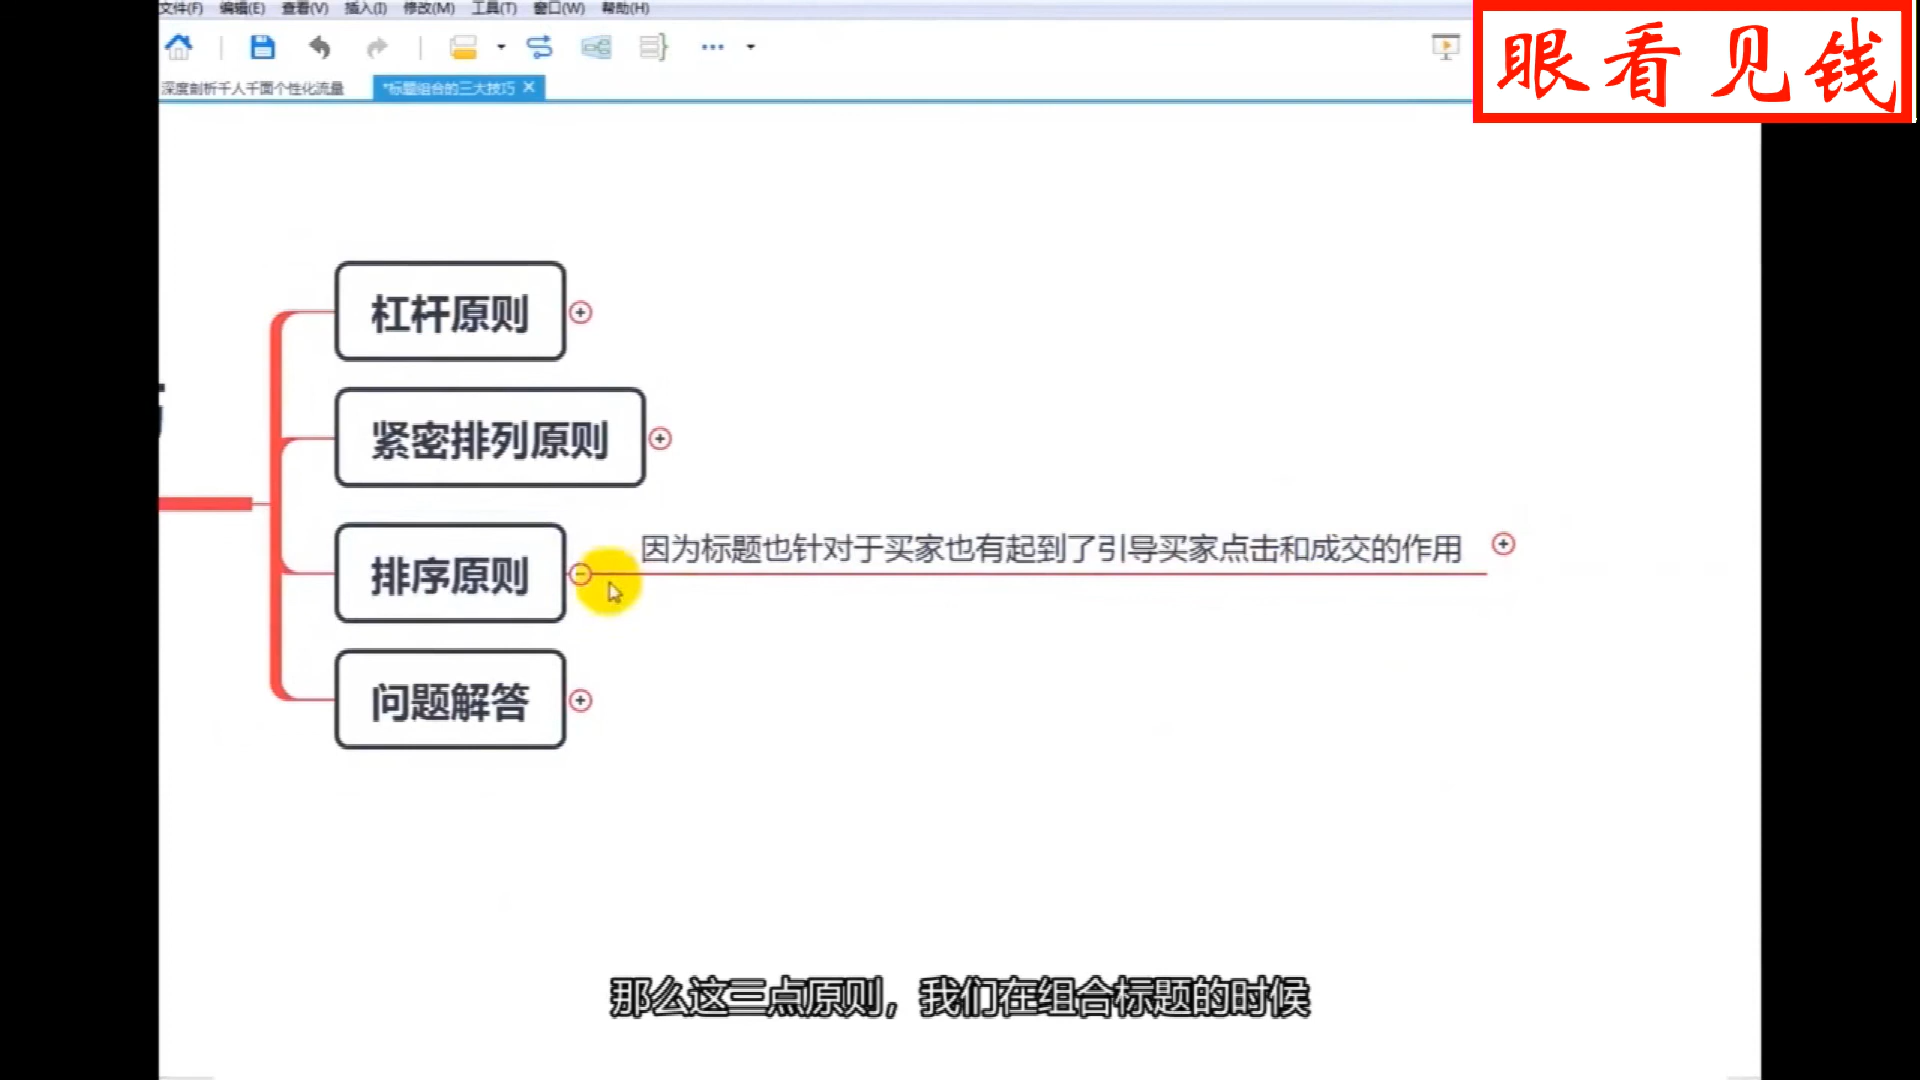 文件(F) 编辑(E) 查看(V) 插入(I) 修改(M) 工具(T) 窗口(W) 帮助(H)
眼看见钱
深度剖析千人千面个性化流量 *标题组合的三大技巧
杠杆原则
紧密排列原则
排序原则
因为标题也针对于买家也有起到了引导买家点击和成交的作用
问题解答
那么这三点原则，我们在组合标题的时候